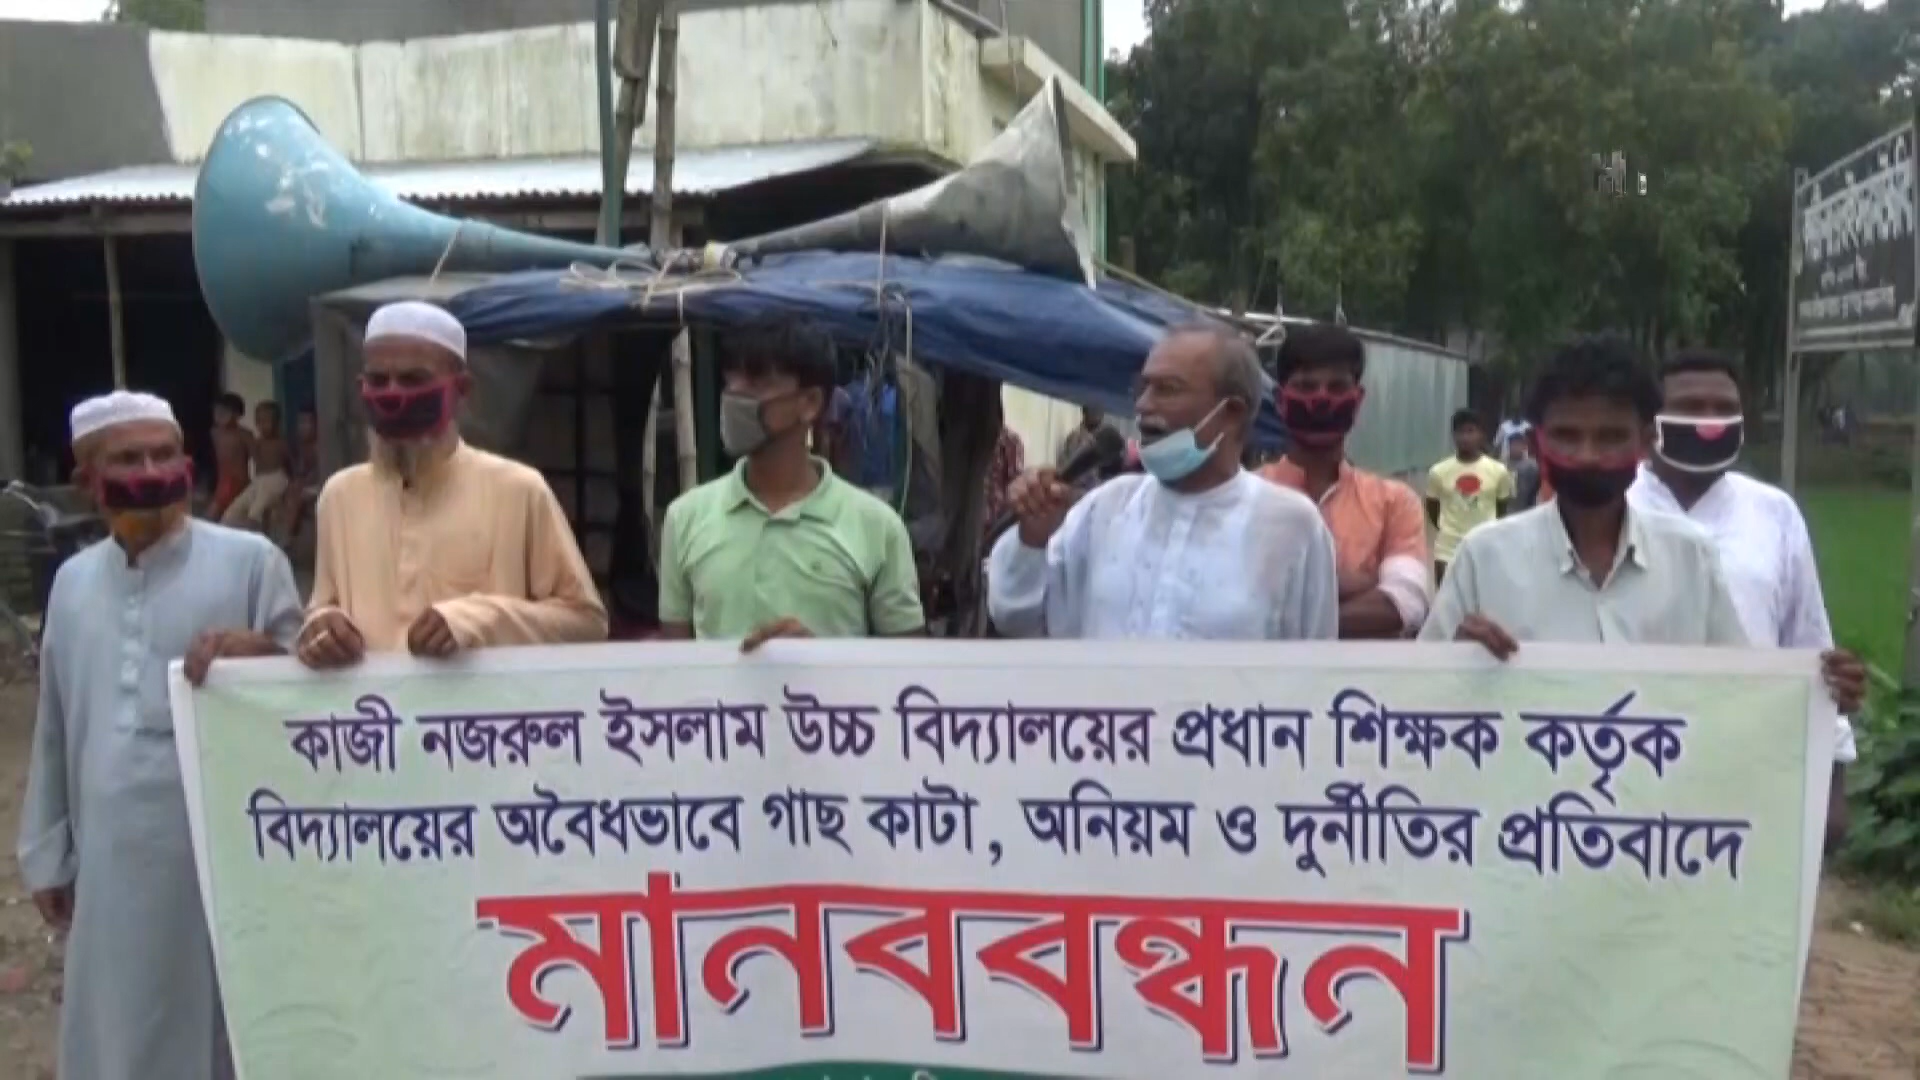 কাজী নজরুল ইসলাম উচ্চ বিদ্যালয়ের প্রধান শিক্ষক কর্তৃক
বিদ্যালয়ের অবৈধভাবে গাছ কাটা, অনিয়ম ও দুর্নীতির প্রতিবাদে
মানববন্ধন